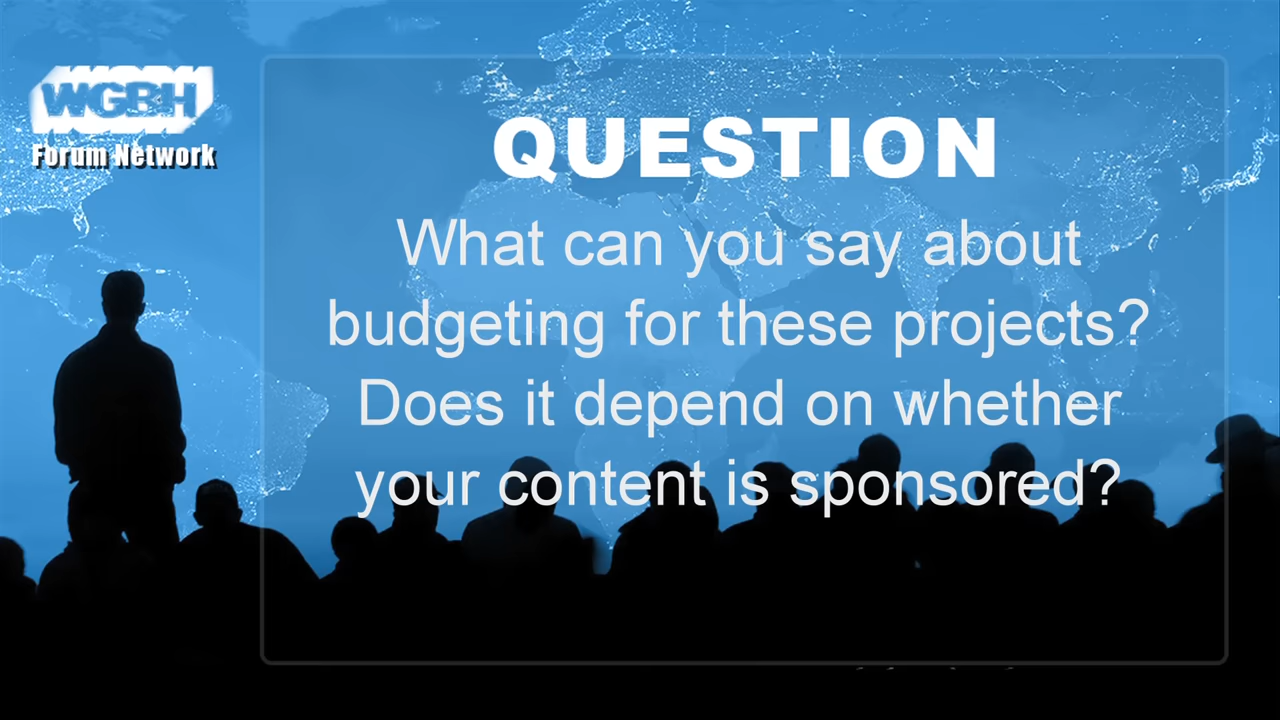 WGBH
Forum Network
QUESTION
What can you say about
budgeting for these projects?
Does it depend on whether
your content is sponsored?